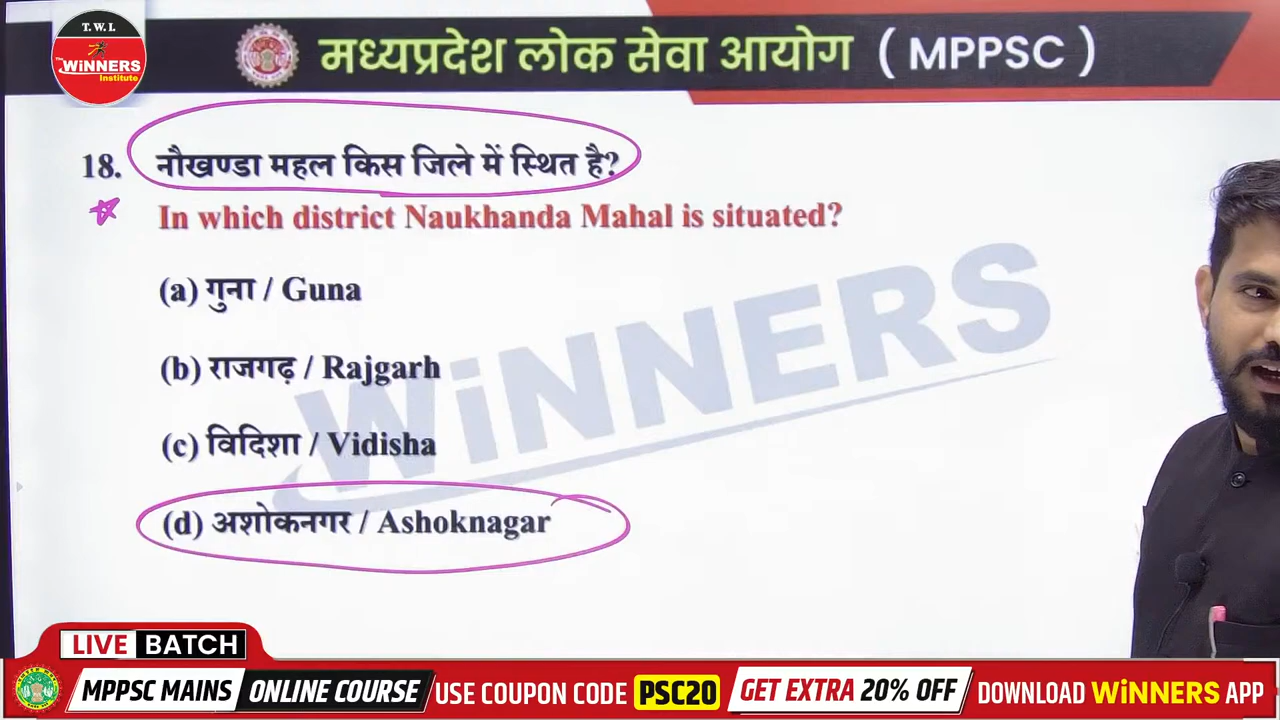 T. W. I.
The WiNNERS
Institute
मध्यप्रदेश लोक सेवा आयोग ( MPPSC )
18. नौखण्डा महल किस जिले में स्थित है?
In which district Naukhanda Mahal is situated?
(a) गुना / Guna
(b) राजगढ़ / Rajgarh
(c) विदिशा / Vidisha
(d) अशोकनगर / Ashoknagar
WiNNERS
LIVE BATCH
MPPSC MAINS ONLINE COURSE USE COUPON CODE PSC20 GET EXTRA 20% OFF DOWNLOAD WiNNERS APP